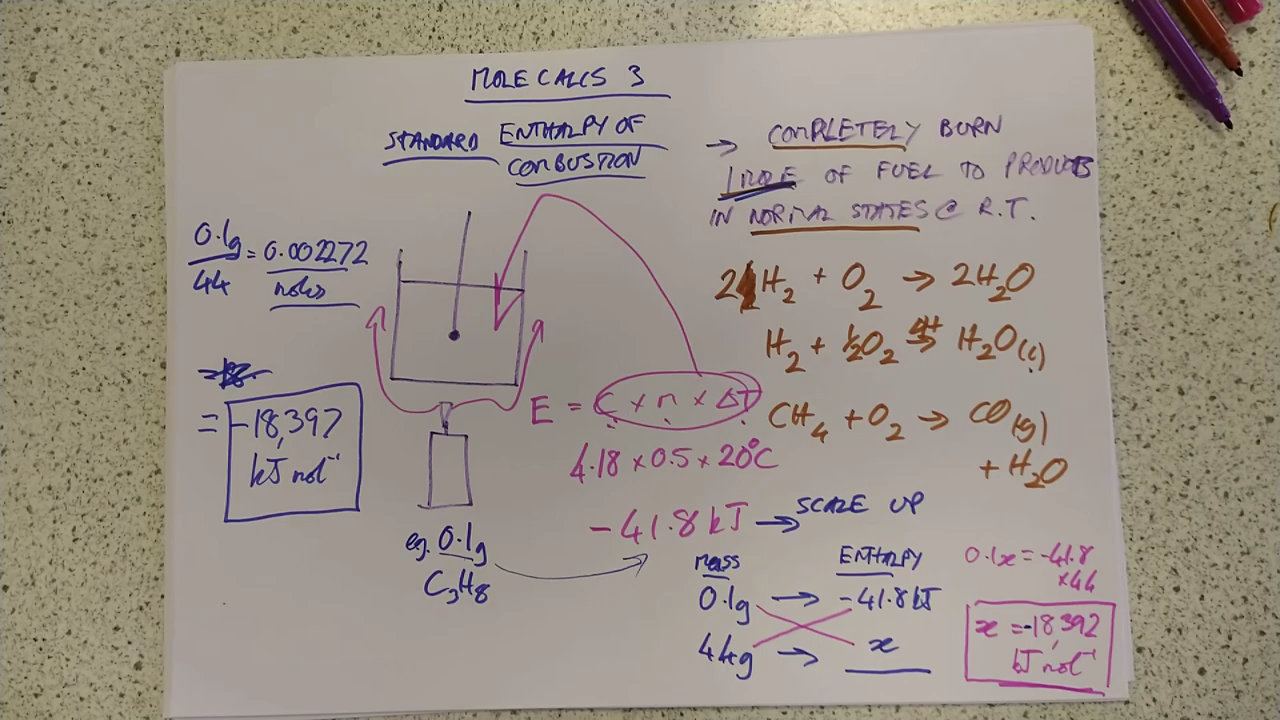 MOLE CALCS 3
STANDARD ENTHALPY OF
COMBUSTION
→ COMPLETELY BURN
1 MOLE OF FUEL TO PRODUCTS
IN NORMAL STATES @ R.T.
0.1g
44
= 0.002272
moles
= -18,397
kJ mol⁻¹
eg. 0.1g
C₃H₈
E = C × m × ΔT
4.18 × 0.5 × 20°C
-41.8 kJ → SCALE UP
2H₂ + O₂ → 2H₂O
H₂ + ½O₂ → H₂O(l)
CH₄ + O₂ → CO(g)
+ H₂O
MASS ENTHALPY
0.1g → -41.8kJ
44g → x
0.1x = -41.8
×44
x = -18,392
kJ mol⁻¹